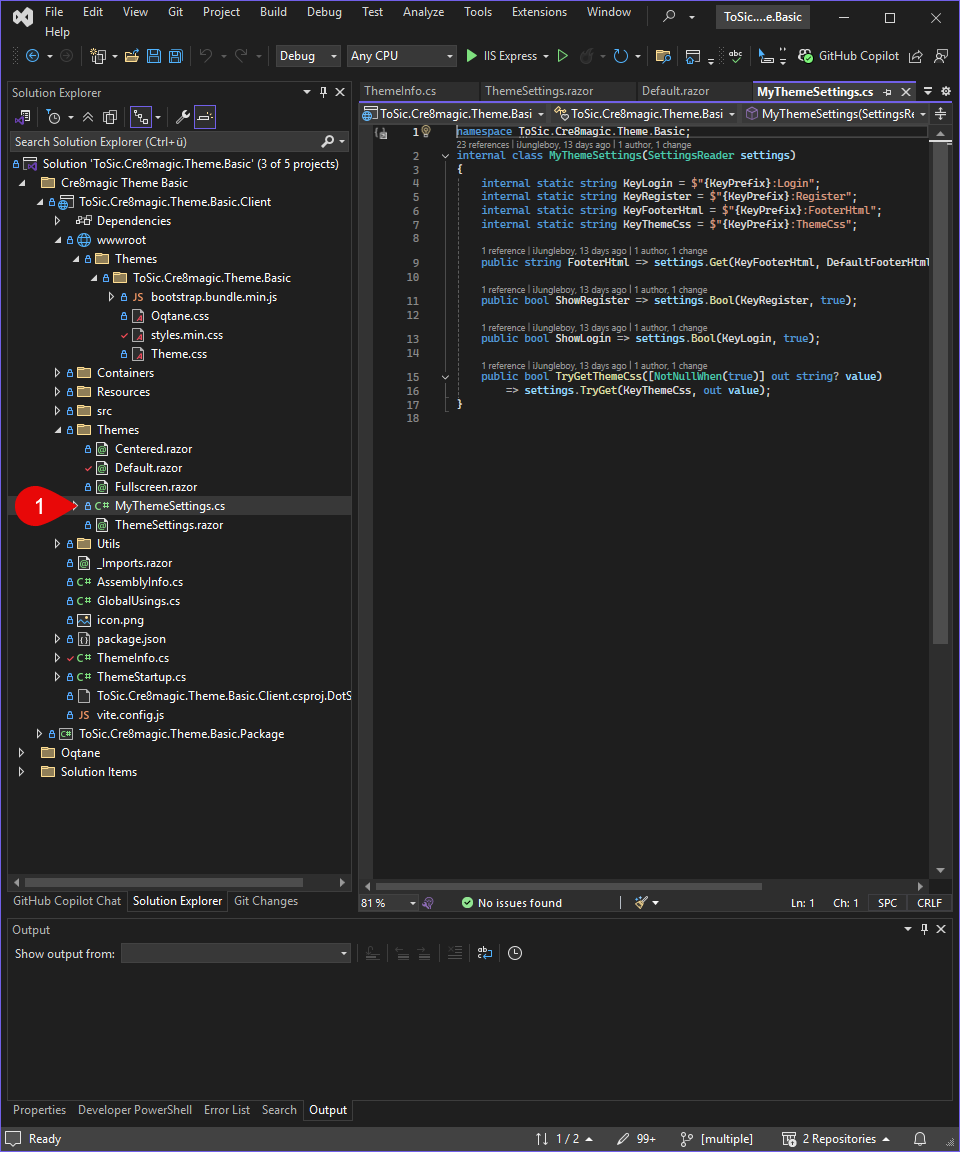 File Edit View Git Project Build Debug Test Analyze Tools Extensions Window ToSic....e.Basic
Help
Debug Any CPU IIS Express GitHub Copilot
Solution Explorer
Search Solution Explorer (Ctrl+ü)
Solution 'ToSic.Cre8magic.Theme.Basic' (3 of 5 projects)
Cre8magic Theme Basic
ToSic.Cre8magic.Theme.Basic.Client
Dependencies
wwwroot
Themes
ToSic.Cre8magic.Theme.Basic
JS bootstrap.bundle.min.js
Oqtane.css
styles.min.css
Theme.css
Containers
Resources
src
Themes
Centered.razor
Default.razor
Fullscreen.razor
1 C# MyThemeSettings.cs
ThemeSettings.razor
Utils
_Imports.razor
C# AssemblyInfo.cs
C# GlobalUsings.cs
icon.png
package.json
C# ThemeInfo.cs
C# ThemeStartup.cs
ToSic.Cre8magic.Theme.Basic.Client.csproj.DotS
JS vite.config.js
C# ToSic.Cre8magic.Theme.Basic.Package
Oqtane
Solution Items
GitHub Copilot Chat Solution Explorer Git Changes
ThemeInfo.cs ThemeSettings.razor Default.razor MyThemeSettings.cs
ToSic.Cre8magic.Theme.Basi ToSic.Cre8magic.Theme.Basi MyThemeSettings(SettingsRe
1 namespace ToSic.Cre8magic.Theme.Basic;
23 references | iJungleboy, 13 days ago | 1 author, 1 change
2 internal class MyThemeSettings(SettingsReader settings)
3 {
4 internal static string KeyLogin = $"{KeyPrefix}:Login";
5 internal static string KeyRegister = $"{KeyPrefix}:Register";
6 internal static string KeyFooterHtml = $"{KeyPrefix}:FooterHtml";
7 internal static string KeyThemeCss = $"{KeyPrefix}:ThemeCss";
8
1 reference | iJungleboy, 13 days ago | 1 author, 1 change
9 public string FooterHtml => settings.Get(KeyFooterHtml, DefaultFooterHtml
10
1 reference | iJungleboy, 13 days ago | 1 author, 1 change
11 public bool ShowRegister => settings.Bool(KeyRegister, true);
12
1 reference | iJungleboy, 13 days ago | 1 author, 1 change
13 public bool ShowLogin => settings.Bool(KeyLogin, true);
14
1 reference | iJungleboy, 13 days ago | 1 author, 1 change
15 public bool TryGetThemeCss([NotNullWhen(true)] out string? value)
16 => settings.TryGet(KeyThemeCss, out value);
17 }
18
81 % No issues found Ln: 1 Ch: 1 SPC CRLF
Output
Show output from:
Properties Developer PowerShell Error List Search Output
Ready 1 / 2 99+ [multiple] 2 Repositories